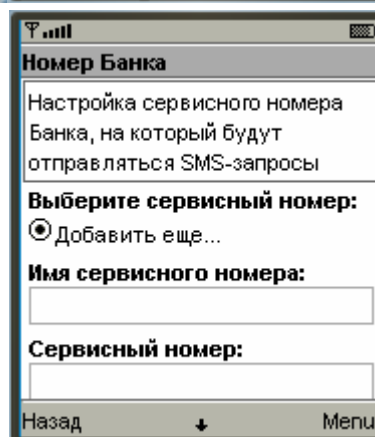 Номер Банка
Настройка сервисного номера
Банка, на который будут
отправляться SMS-запросы
Выберите сервисный номер:
Добавить еще...
Имя сервисного номера:
Сервисный номер:
Назад
Menu